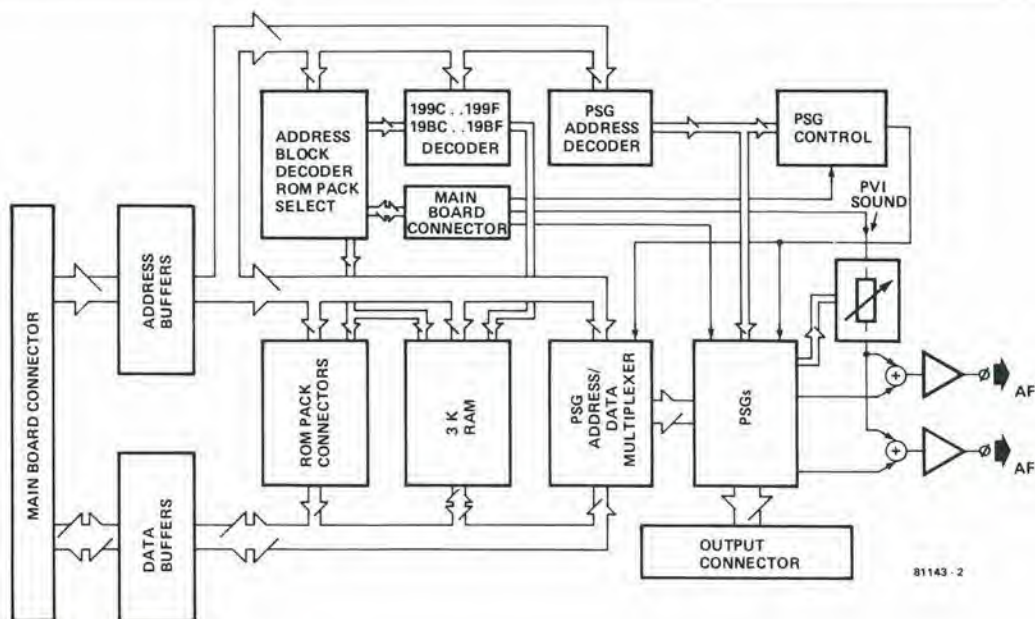 199C . . 199F
19BC . . 19BF
DECODER
ADDRESS
BLOCK
DECODER
ROM PACK
SELECT
PSG
ADDRESS
DECODER
PSG
CONTROL
MAIN
BOARD
CONNECTOR
PVI
SOUND
MAIN BOARD CONNECTOR
ADDRESS
BUFFERS
ROM PACK
CONNECTORS
3 K
RAM
PSG
ADDRESS/
DATA
MULTIPLEXER
PSGs
AF
AF
DATA
BUFFERS
OUTPUT
CONNECTOR
81143 - 2